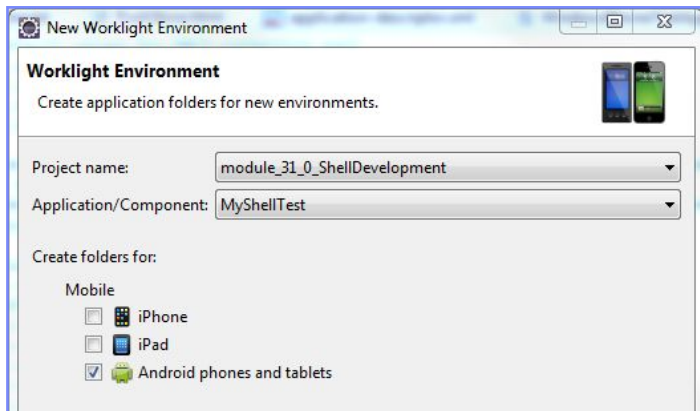 New Worklight Environment
Worklight Environment
Create application folders for new environments.
Project name: module_31_0_ShellDevelopment
Application/Component: MyShellTest
Create folders for:
Mobile
iPhone
iPad
Android phones and tablets